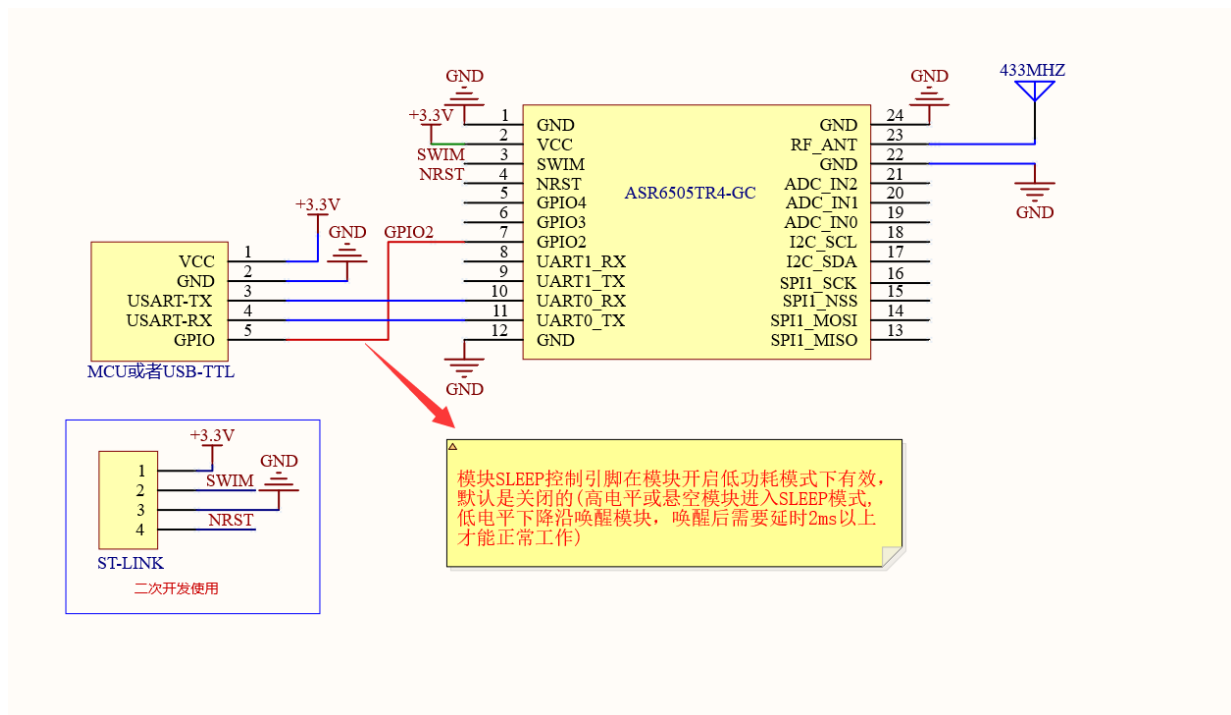 433MHZ
GND
GND
+3.3V
SWIM
NRST
1
2
3
4
5
6
7
8
9
10
11
12
GND
VCC
SWIM
NRST
GPIO4
GPIO3
GPIO2
UART1_RX
UART1_TX
UART0_RX
UART0_TX
GND
ASR6505TR4-GC
GND
RF_ANT
GND
ADC_IN2
ADC_IN1
ADC_IN0
I2C_SCL
I2C_SDA
SPI1_SCK
SPI1_NSS
SPI1_MOSI
SPI1_MISO
24
23
22
21
20
19
18
17
16
15
14
13
GND
+3.3V
GND
GPIO2
VCC 1
GND 2
USART-TX 3
USART-RX 4
GPIO 5
MCU或者USB-TTL
GND
+3.3V
GND
1
2 SWIM
3
4 NRST
ST-LINK
二次开发使用
模块SLEEP控制引脚在模块开启低功耗模式下有效，
默认是关闭的(高电平或悬空模块进入SLEEP模式,
低电平下降沿唤醒模块，唤醒后需要延时2ms以上
才能正常工作)